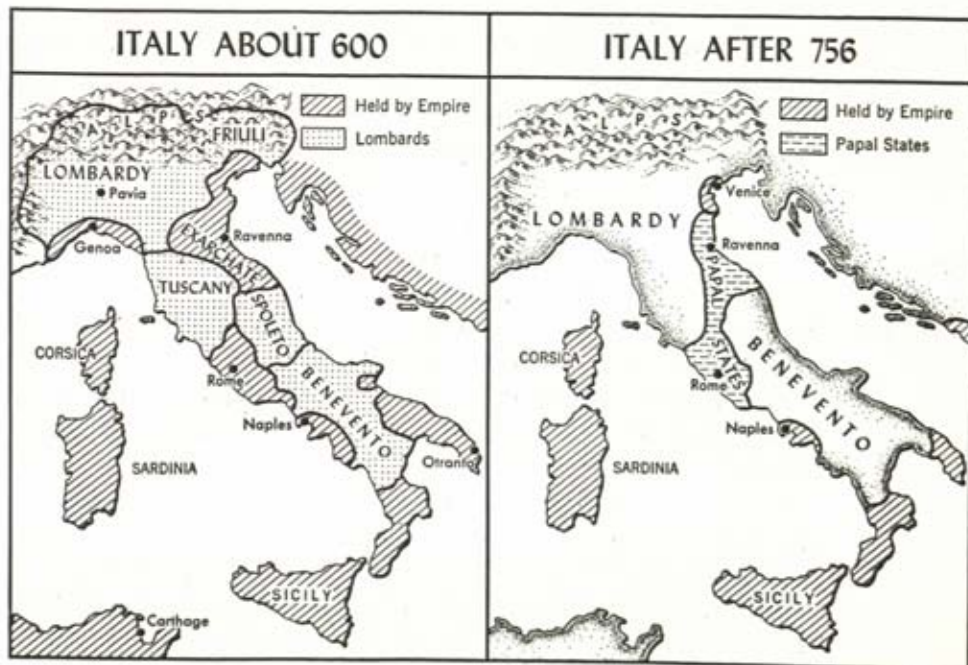 ITALY ABOUT 600
Held by Empire
Lombards
ALPS
FRIULI
LOMBARDY
Pavia
Genoa
Ravenna
EXARCHATE
TUSCANY
SPOLETO
CORSICA
Rome
BENEVENTO
Naples
Otranto
SARDINIA
SICILY
Carthage
ITALY AFTER 756
Held by Empire
Papal States
ALPS
Venice
LOMBARDY
Ravenna
PAPAL
STATES
CORSICA
Rome
BENEVENTO
Naples
SARDINIA
SICILY